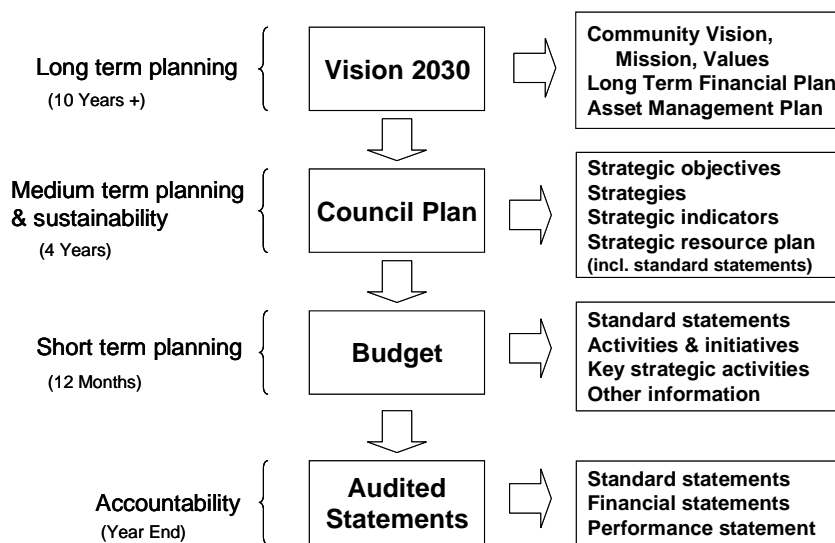 Long term planning
(10 Years +)
Vision 2030
Community Vision,
Mission, Values
Long Term Financial Plan
Asset Management Plan
Medium term planning
& sustainability
(4 Years)
Council Plan
Strategic objectives
Strategies
Strategic indicators
Strategic resource plan
(incl. standard statements)
Short term planning
(12 Months)
Budget
Standard statements
Activities & initiatives
Key strategic activities
Other information
Accountability
(Year End)
Audited
Statements
Standard statements
Financial statements
Performance statement